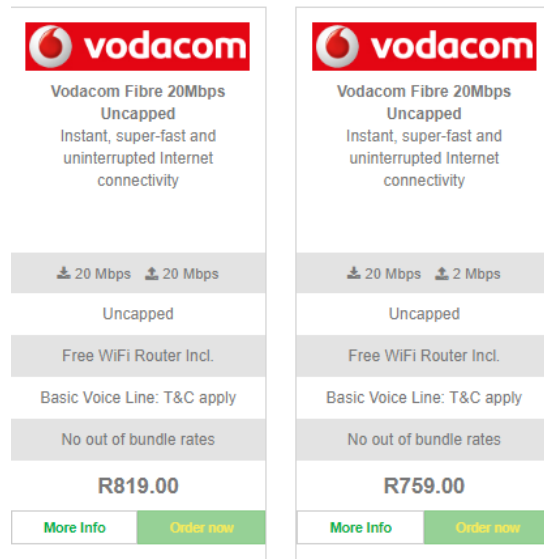 vodacom
Vodacom Fibre 20Mbps
Uncapped
Instant, super-fast and
uninterrupted Internet
connectivity
20 Mbps 20 Mbps
Uncapped
Free WiFi Router Incl.
Basic Voice Line: T&C apply
No out of bundle rates
R819.00
More Info Order now
vodacom
Vodacom Fibre 20Mbps
Uncapped
Instant, super-fast and
uninterrupted Internet
connectivity
20 Mbps 2 Mbps
Uncapped
Free WiFi Router Incl.
Basic Voice Line: T&C apply
No out of bundle rates
R759.00
More Info Order now